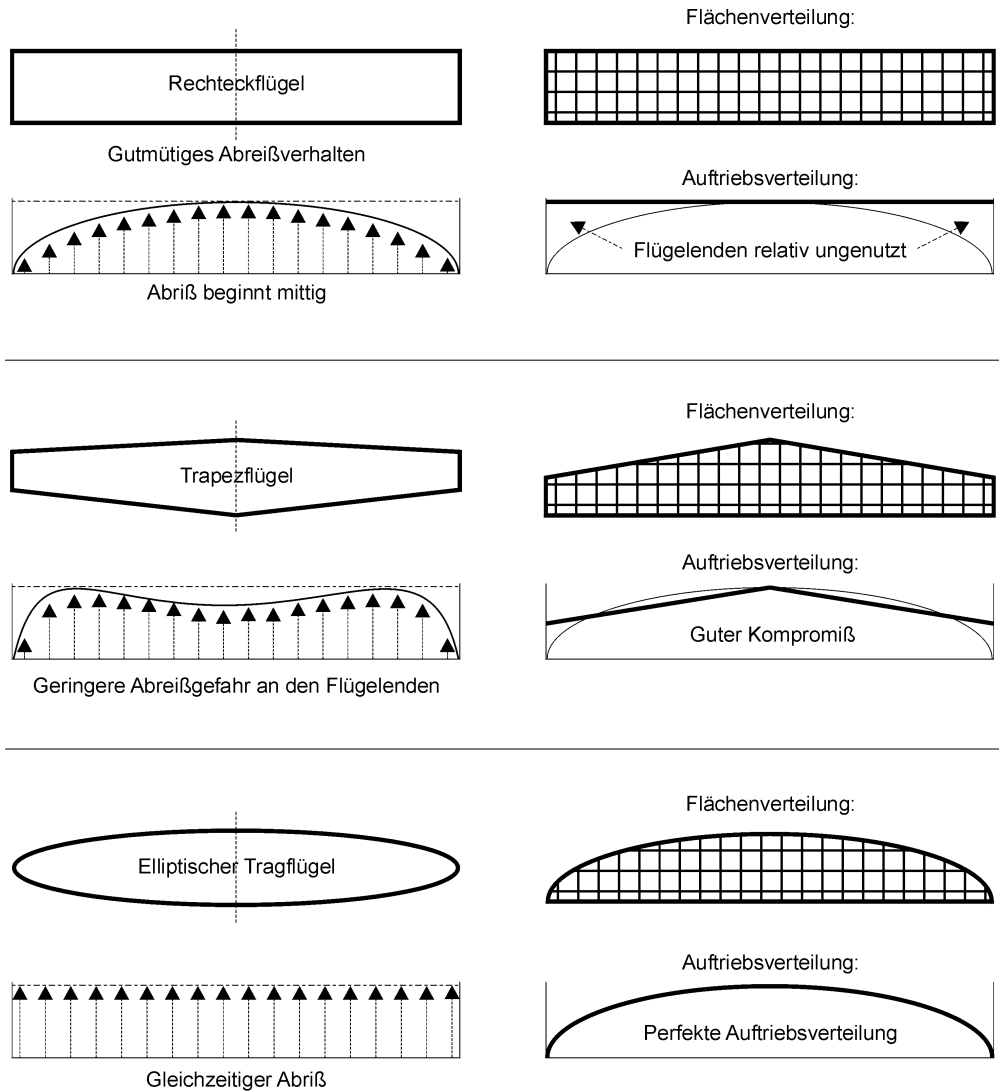 Flächenverteilung:
Rechteckflügel
Gutmütiges Abreißverhalten
Auftriebsverteilung:
Flügelenden relativ ungenutzt
Abriß beginnt mittig
Flächenverteilung:
Trapezflügel
Auftriebsverteilung:
Guter Kompromiß
Geringere Abreißgefahr an den Flügelenden
Flächenverteilung:
Elliptischer Tragflügel
Auftriebsverteilung:
Perfekte Auftriebsverteilung
Gleichzeitiger Abriß